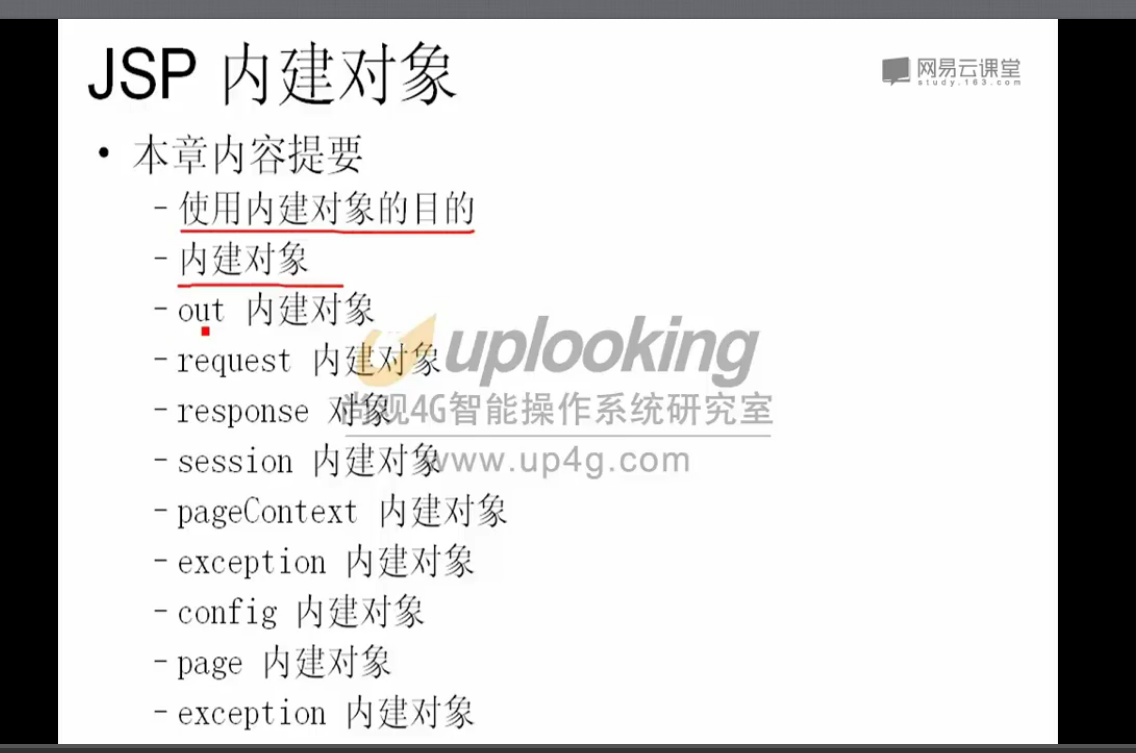 JSP 内建对象
网易云课堂
study.163.com
• 本章内容提要
– 使用内建对象的目的
– 内建对象
– out 内建对象
– request 内建对象
– response 对象
– session 内建对象
– pageContext 内建对象
– exception 内建对象
– config 内建对象
– page 内建对象
– exception 内建对象
uplooking
尚观4G智能操作系统研究室
www.up4g.com